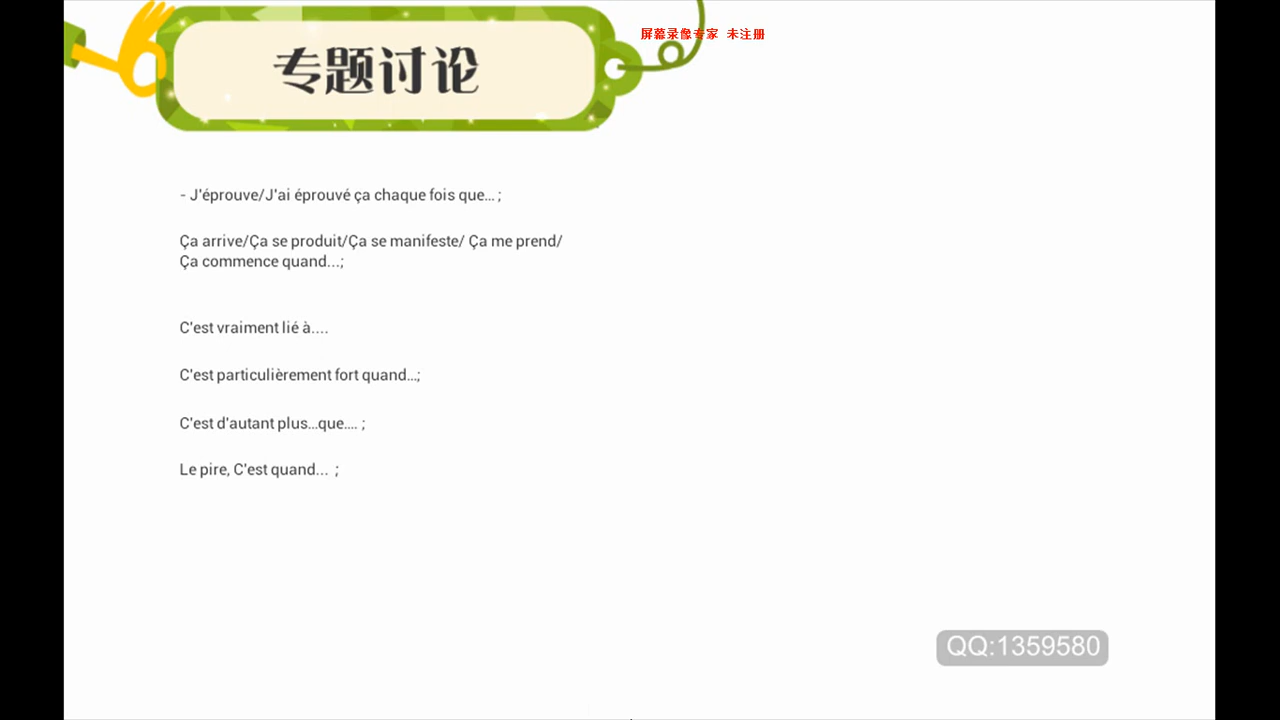 屏幕录像专家 未注册
专题讨论
- J'éprouve/J'ai éprouvé ça chaque fois que... ;
Ça arrive/Ça se produit/Ça se manifeste/ Ça me prend/
Ça commence quand...;
C'est vraiment lié à....
C'est particulièrement fort quand...;
C'est d'autant plus...que.... ;
Le pire, C'est quand... ;
QQ:1359580